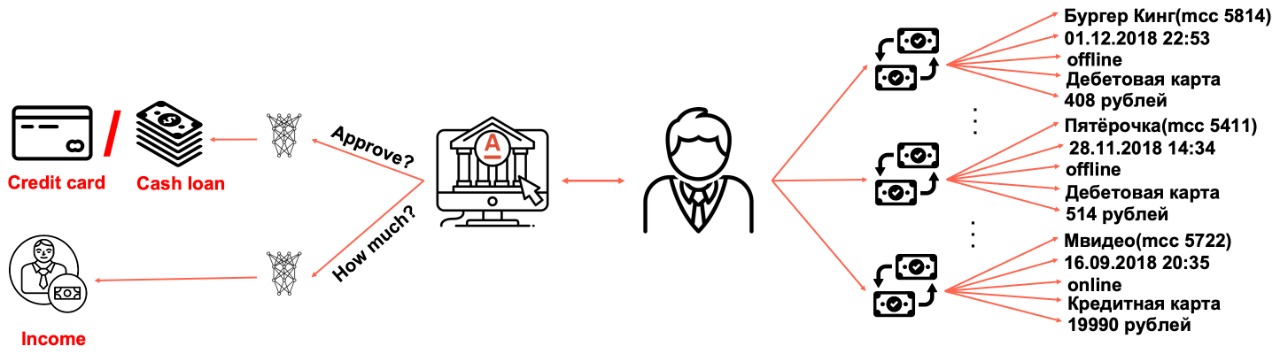 Credit card
/
Cash loan
Approve?
How much?
Income
A
Бургер Кинг(mcc 5814)
01.12.2018 22:53
offline
Дебетовая карта
408 рублей
Пятёрочка(mcc 5411)
28.11.2018 14:34
offline
Дебетовая карта
514 рублей
Мвидео(mcc 5722)
16.09.2018 20:35
online
Кредитная карта
19990 рублей